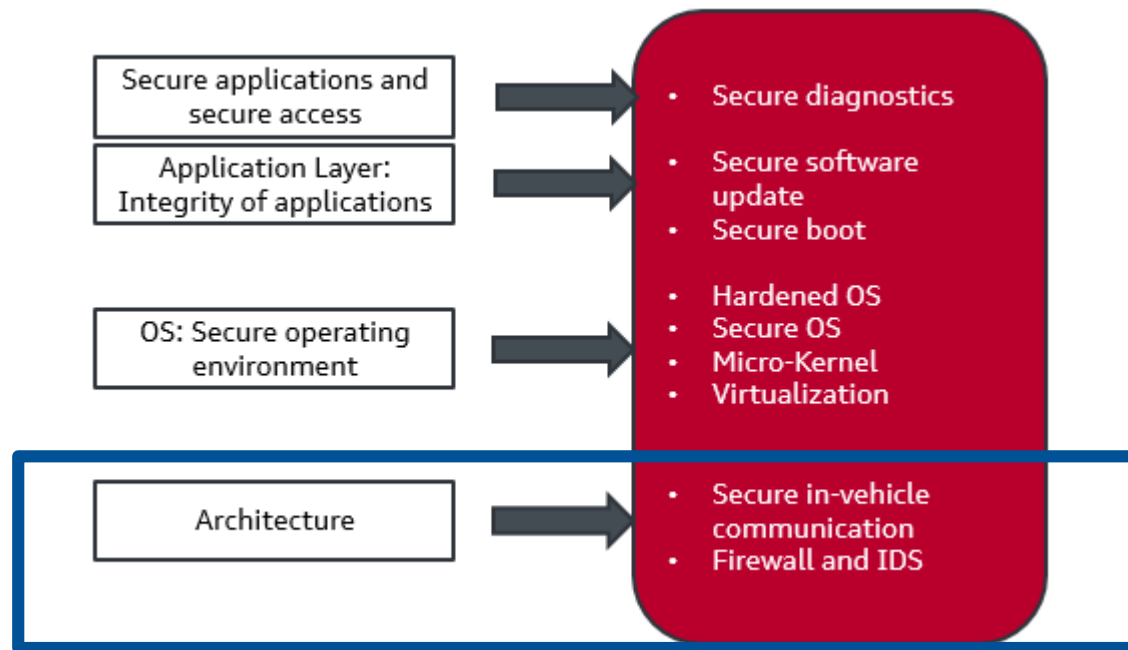 Secure applications and
secure access
• Secure diagnostics
Application Layer:
Integrity of applications
• Secure software
update
• Secure boot
OS: Secure operating
environment
• Hardened OS
• Secure OS
• Micro-Kernel
• Virtualization
Architecture
• Secure in-vehicle
communication
• Firewall and IDS